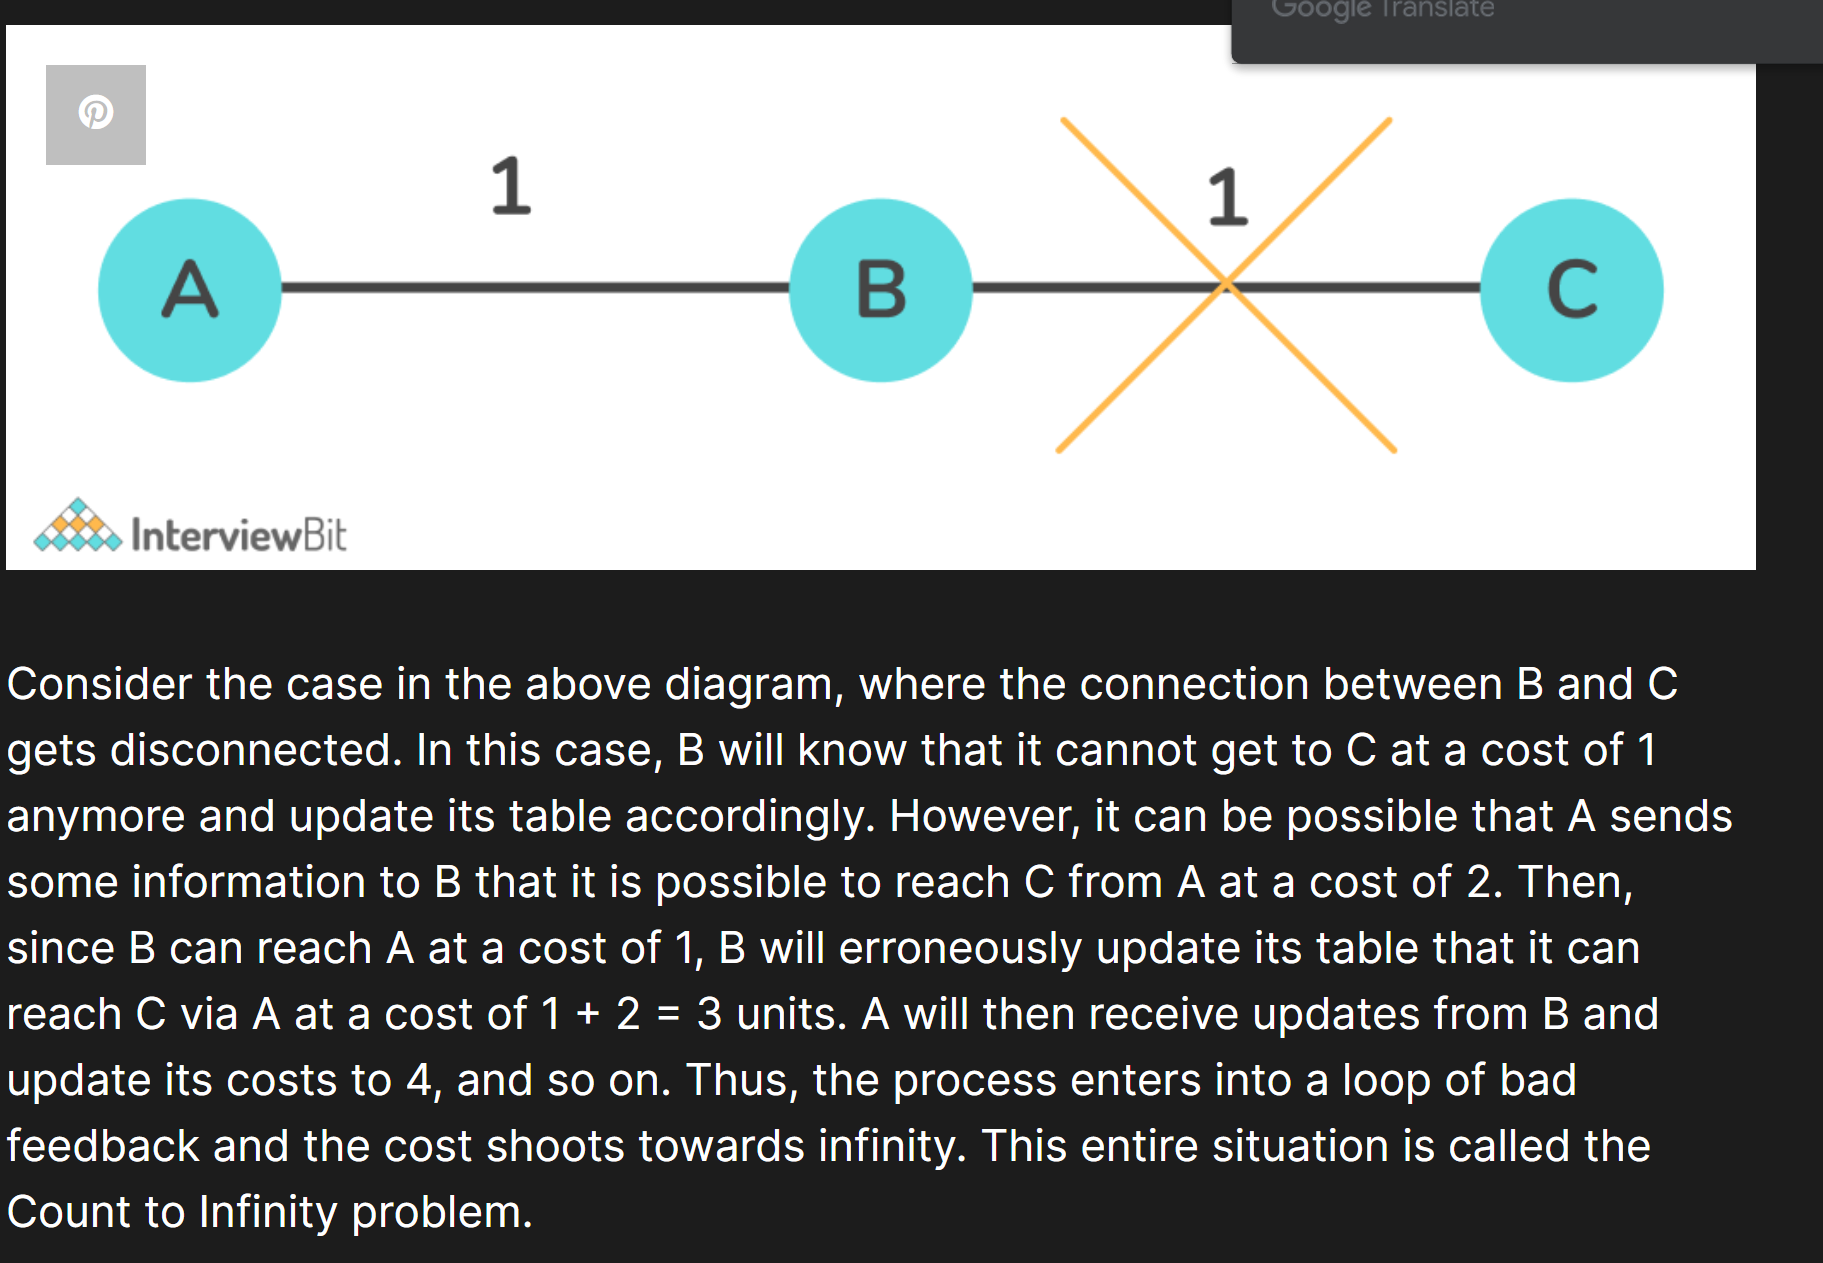 Google Translate
1
1
A
B
C
InterviewBit
Consider the case in the above diagram, where the connection between B and C
gets disconnected. In this case, B will know that it cannot get to C at a cost of 1
anymore and update its table accordingly. However, it can be possible that A sends
some information to B that it is possible to reach C from A at a cost of 2. Then,
since B can reach A at a cost of 1, B will erroneously update its table that it can
reach C via A at a cost of 1 + 2 = 3 units. A will then receive updates from B and
update its costs to 4, and so on. Thus, the process enters into a loop of bad
feedback and the cost shoots towards infinity. This entire situation is called the
Count to Infinity problem.